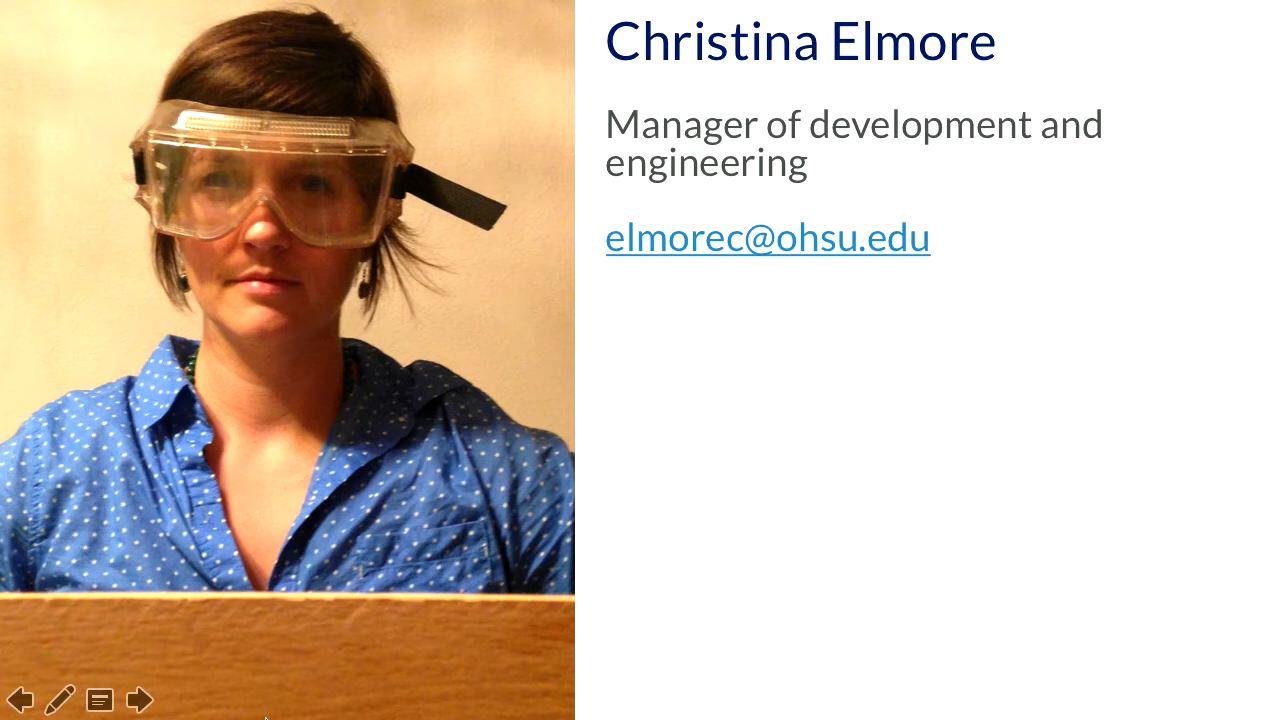 Christina Elmore
Manager of development and
engineering
elmorec@ohsu.edu